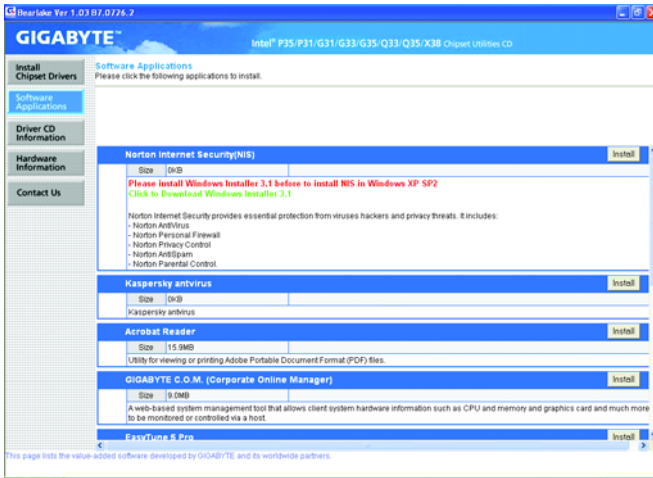 Bearlake Ver 1.03 B7.0726.2
GIGABYTE™
Intel® P35/P31/G31/G33/G35/Q33/Q35/X38 Chipset Utilities CD
Install
Chipset Drivers
Software
Applications
Driver CD
Information
Hardware
Information
Contact Us
Software Applications
Please click the following applications to install.
Norton Internet Security(NIS)
Install
Size 0KB
Please install Windows Installer 3.1 before to install NIS in Windows XP SP2
Click to Download Windows Installer 3.1
Norton Internet Security provides essential protection from viruses hackers and privacy threats. It includes:
- Norton AntiVirus
- Norton Personal Firewall
- Norton Privacy Control
- Norton AntiSpam
- Norton Parental Control.
Kaspersky antvirus
Install
Size 0KB
Kaspersky antvirus
Acrobat Reader
Install
Size 15.9MB
Utility for viewing or printing Adobe Portable Document Format (PDF) files.
GIGABYTE C.O.M. (Corporate Online Manager)
Install
Size 9.0MB
A web-based system management tool that allows client system hardware information such as CPU and memory and graphics card and much more
to be monitored or controlled via a host.
EasyTune 5 Pro
Install
This page lists the value-added software developed by GIGABYTE and its worldwide partners.